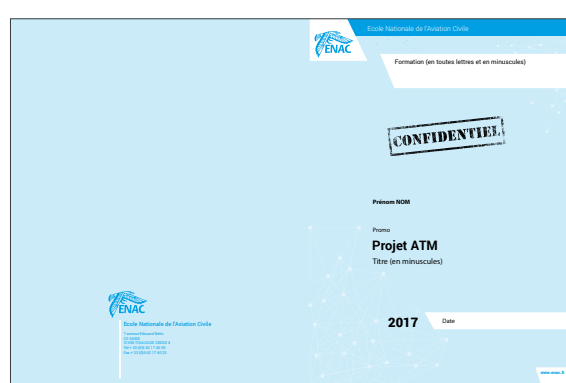 ENAC
Ecole Nationale de l'Aviation Civile
Formation (en toutes lettres et en minuscules)
CONFIDENTIEL
Prénom NOM
Promo
Projet ATM
Titre (en minuscules)
2017
Date
www.enac.fr
ENAC
Ecole Nationale de l'Aviation Civile